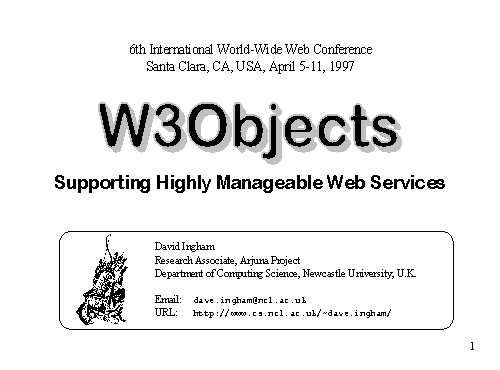 6th International World-Wide Web Conference
Santa Clara, CA, USA, April 5-11, 1997
W3Objects
Supporting Highly Manageable Web Services
David Ingham
Research Associate, Arjuna Project
Department of Computing Science, Newcastle University, U.K.
Email: dave.ingham@ncl.ac.uk
URL: http://www.cs.ncl.ac.uk/~dave.ingham/
1